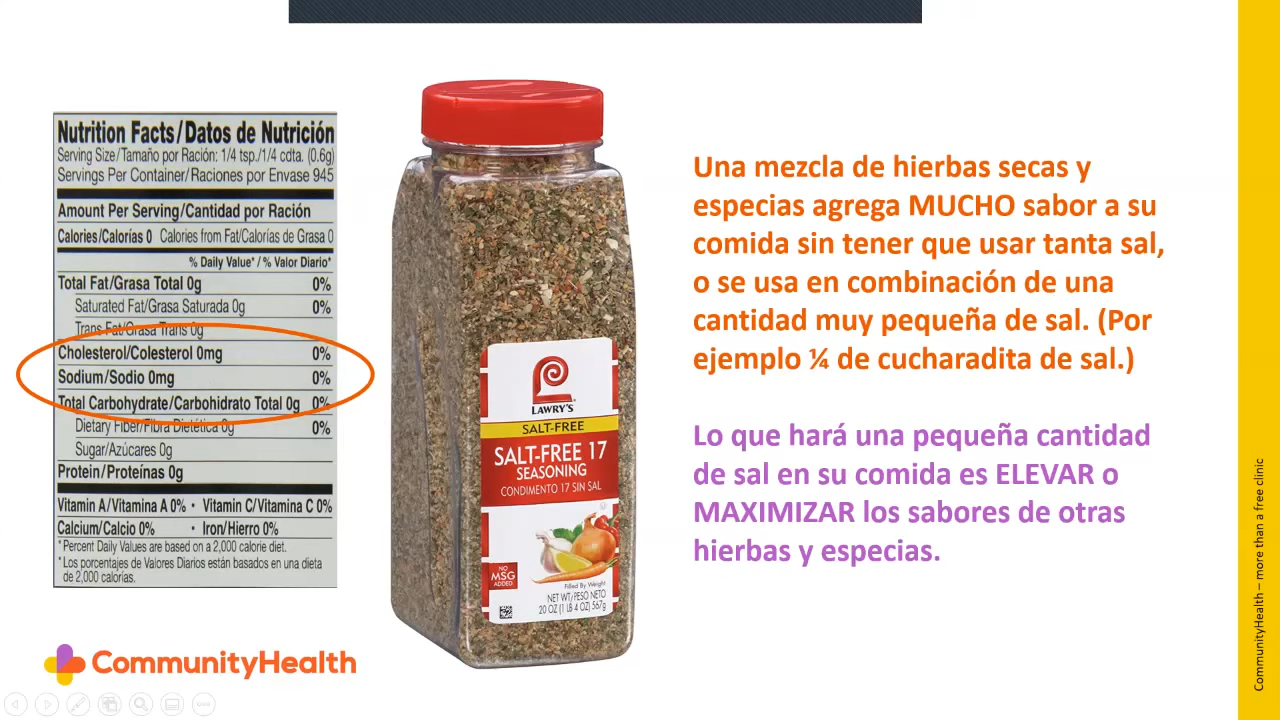 Nutrition Facts/Datos de Nutrición
Serving Size/Tamaño por Ración: 1/4 tsp./1/4 cdta. (0.6g)
Servings Per Container/Raciones por Envase 945
Amount Per Serving/Cantidad por Ración
Calories/Calorías 0 Calories from Fat/Calorías de Grasa 0
% Daily Value* / % Valor Diario*
Total Fat/Grasa Total 0g 0%
Saturated Fat/Grasa Saturada 0g 0%
Trans Fat/Grasa Trans 0g
Cholesterol/Colesterol 0mg 0%
Sodium/Sodio 0mg 0%
Total Carbohydrate/Carbohidrato Total 0g 0%
Dietary Fiber/Fibra Dietética 0g 0%
Sugar/Azúcares 0g
Protein/Proteínas 0g
Vitamin A/Vitamina A 0% • Vitamin C/Vitamina C 0%
Calcium/Calcio 0% • Iron/Hierro 0%
* Percent Daily Values are based on a 2,000 calorie diet.
* Los porcentajes de Valores Diarios están basados en una dieta
de 2,000 calorías.
CommunityHealth
LAWRY'S
SALT-FREE
SALT-FREE 17
SEASONING
CONDIMENTO 17 SIN SAL
NO
MSG
ADDED
Filled By Weight
NET WT/PESO NETO
20 OZ (1 LB 4 OZ) 567g
Una mezcla de hierbas secas y
especias agrega MUCHO sabor a su
comida sin tener que usar tanta sal,
o se usa en combinación de una
cantidad muy pequeña de sal. (Por
ejemplo ¼ de cucharadita de sal.)
Lo que hará una pequeña cantidad
de sal en su comida es ELEVAR o
MAXIMIZAR los sabores de otras
hierbas y especias.
CommunityHealth – more than a free clinic